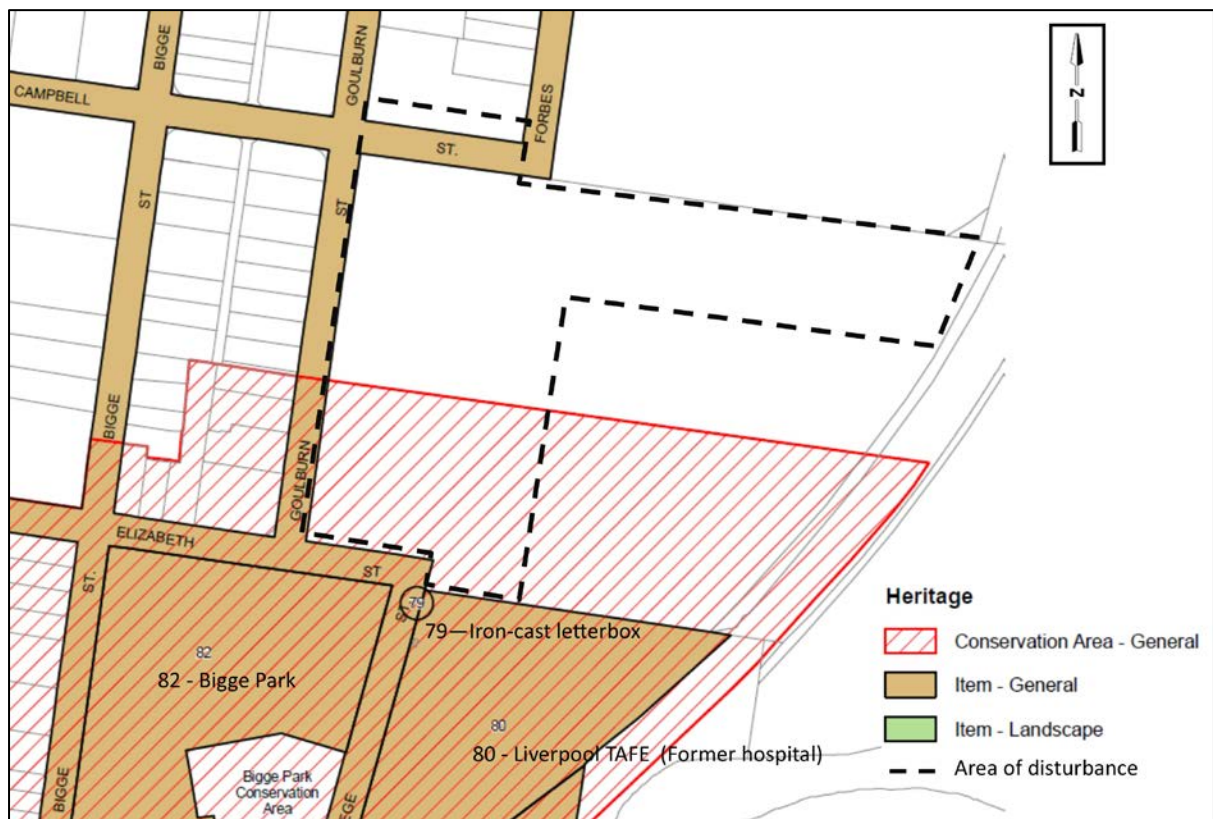 BIGGE
GOULBURN
FORBES
CAMPBELL
ST.
ST
ST
N
BIGGE
GOULBURN
ELIZABETH
ST
ST.
ST
79
79—Iron-cast letterbox
82
82 - Bigge Park
80
80 - Liverpool TAFE (Former hospital)
Bigge Park
Conservation
Area
BIGGE
EGE
Heritage
Conservation Area - General
Item - General
Item - Landscape
Area of disturbance